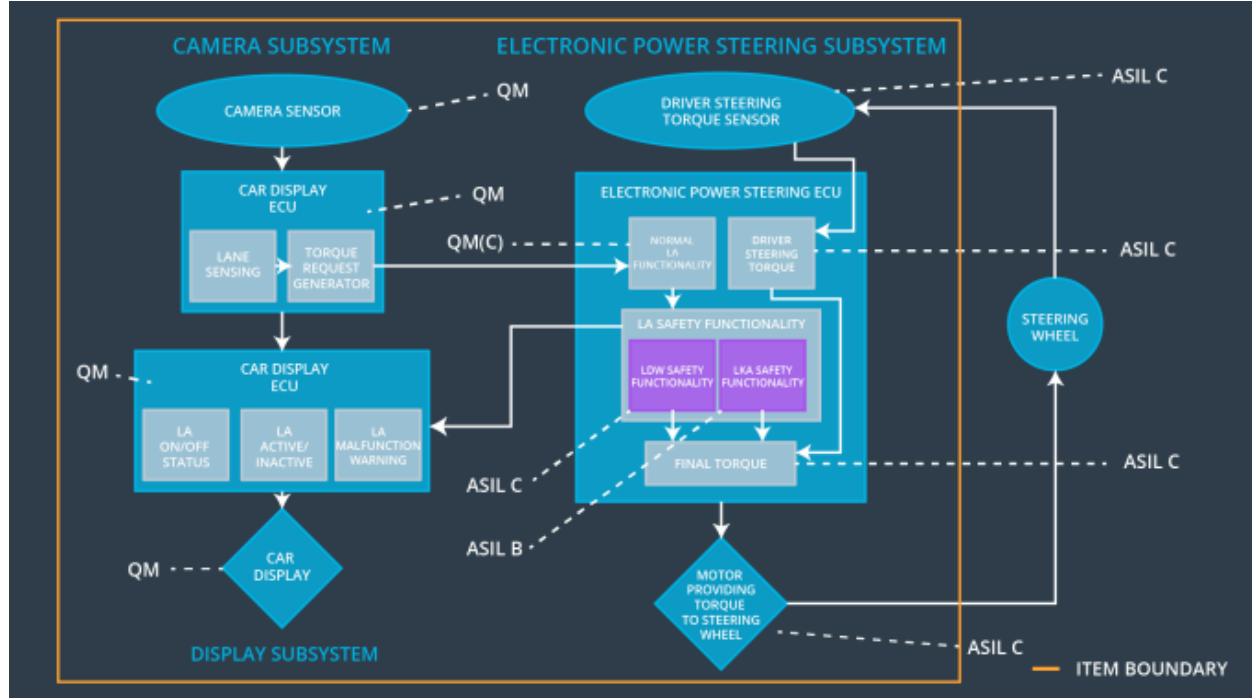 CAMERA SUBSYSTEM
ELECTRONIC POWER STEERING SUBSYSTEM
CAMERA SENSOR
QM
DRIVER STEERING
TORQUE SENSOR
ASIL C
CAR DISPLAY
ECU
QM
LANE
SENSING
TORQUE
REQUEST
GENERATOR
ELECTRONIC POWER STEERING ECU
QM(C)
NORMAL
LA
FUNCTIONALITY
DRIVER
STEERING
TORQUE
ASIL C
LA SAFETY FUNCTIONALITY
LDW SAFETY
FUNCTIONALITY
LKA SAFETY
FUNCTIONALITY
STEERING
WHEEL
CAR DISPLAY
ECU
QM
LA
ON/OFF
STATUS
LA
ACTIVE/
INACTIVE
LA
MALFUNCTION
WARNING
FINAL TORQUE
ASIL C
ASIL C
ASIL B
CAR
DISPLAY
QM
MOTOR
PROVIDING
TORQUE
TO STEERING
WHEEL
ASIL C
DISPLAY SUBSYSTEM
ITEM BOUNDARY